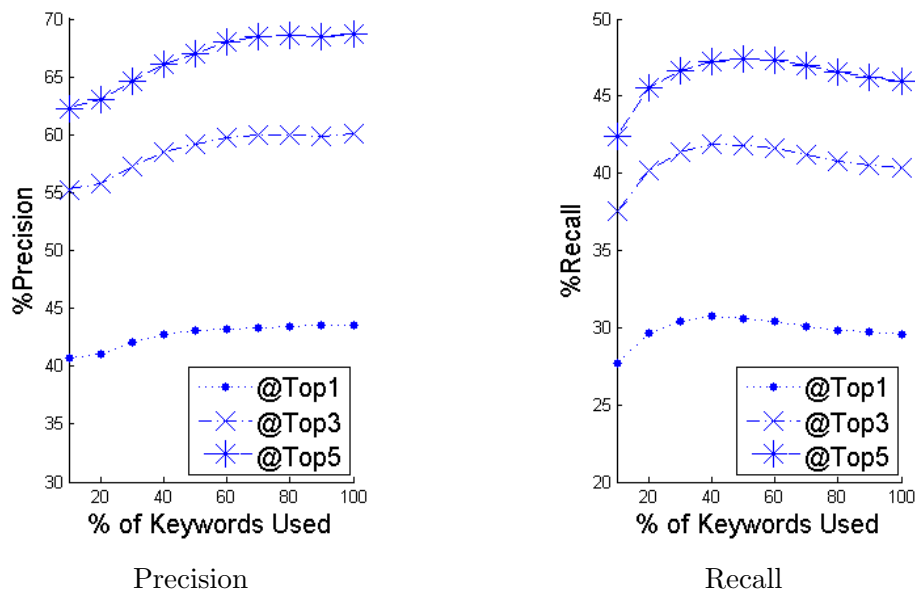 70
65
60
55
50
45
40
35
30
%Precision
20 40 60 80 100
% of Keywords Used
@Top1
@Top3
@Top5
Precision
50
45
40
35
30
25
20
%Recall
20 40 60 80 100
% of Keywords Used
@Top1
@Top3
@Top5
Recall